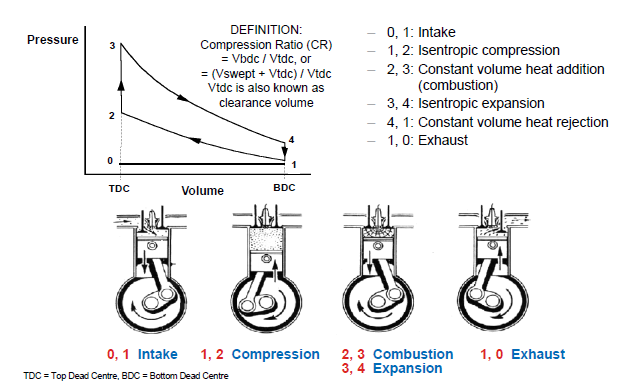 Pressure
3
2
0
4
1
TDC
Volume
BDC
DEFINITION:
Compression Ratio (CR)
= Vbdc / Vtdc, or
= (Vswept + Vtdc) / Vtdc
Vtdc is also known as
clearance volume
– 0, 1: Intake
– 1, 2: Isentropic compression
– 2, 3: Constant volume heat addition
(combustion)
– 3, 4: Isentropic expansion
– 4, 1: Constant volume heat rejection
– 1, 0: Exhaust
0, 1 Intake
1, 2 Compression
2, 3 Combustion
3, 4 Expansion
1, 0 Exhaust
TDC = Top Dead Centre, BDC = Bottom Dead Centre